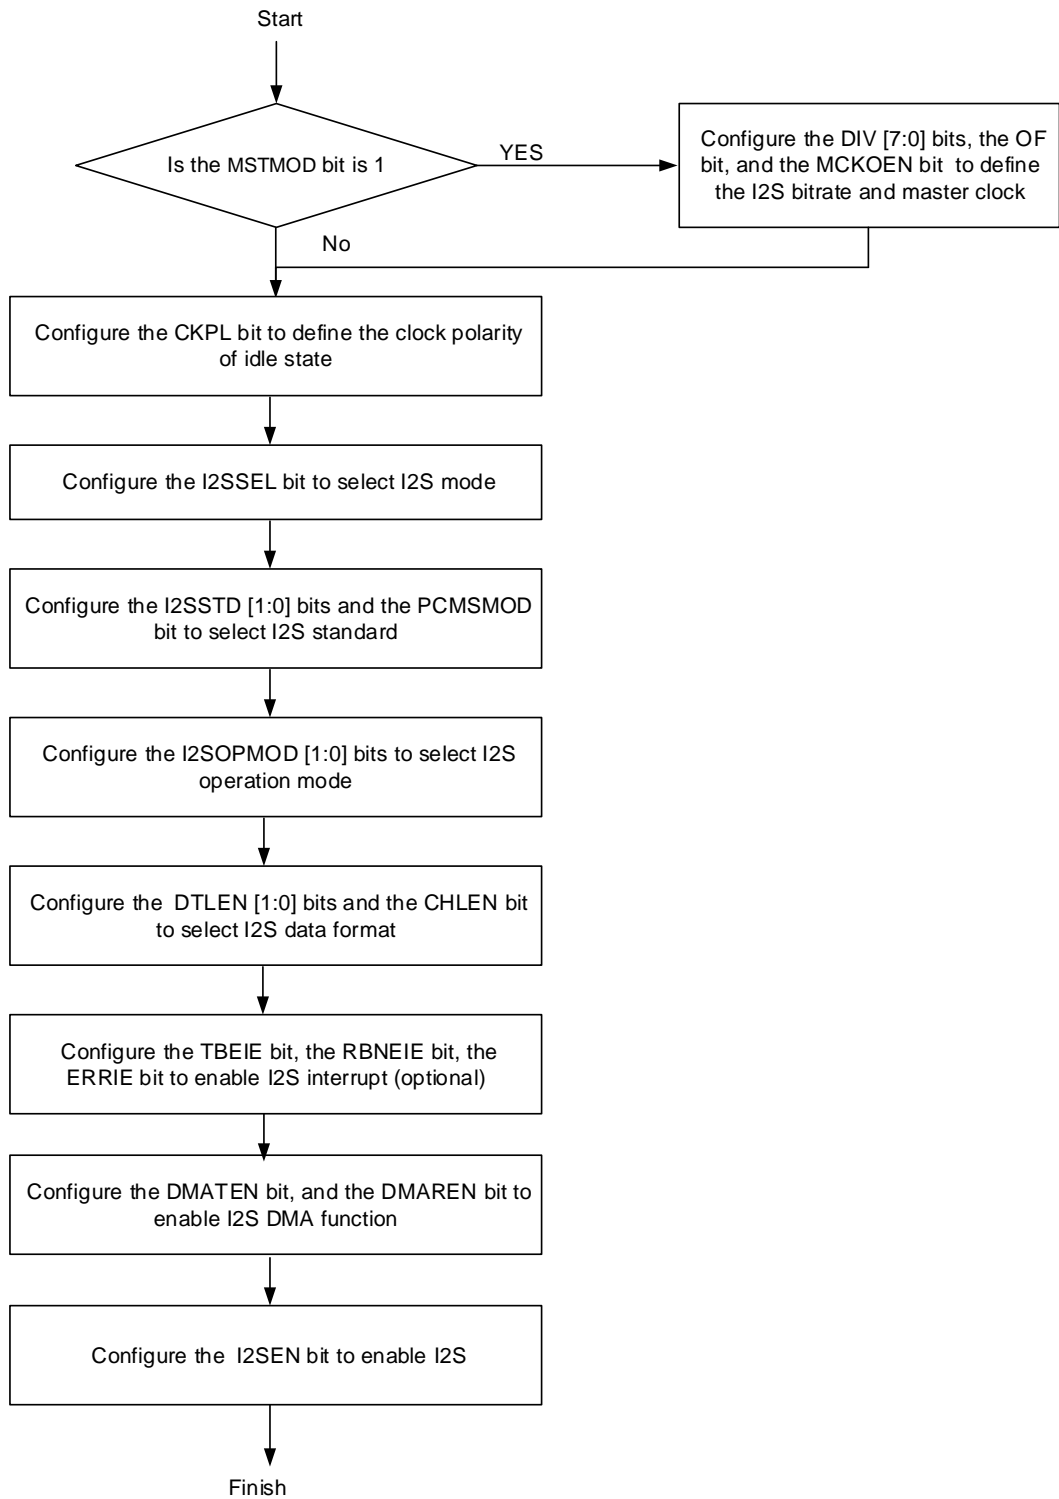 Start
Is the MSTMOD bit is 1
YES
Configure the DIV [7:0] bits, the OF
bit, and the MCKOEN bit to define
the I2S bitrate and master clock
No
Configure the CKPL bit to define the clock polarity
of idle state
Configure the I2SSEL bit to select I2S mode
Configure the I2SSTD [1:0] bits and the PCMSMOD
bit to select I2S standard
Configure the I2SOPMOD [1:0] bits to select I2S
operation mode
Configure the DTLEN [1:0] bits and the CHLEN bit
to select I2S data format
Configure the TBEIE bit, the RBNEIE bit, the
ERRIE bit to enable I2S interrupt (optional)
Configure the DMATEN bit, and the DMAREN bit to
enable I2S DMA function
Configure the I2SEN bit to enable I2S
Finish